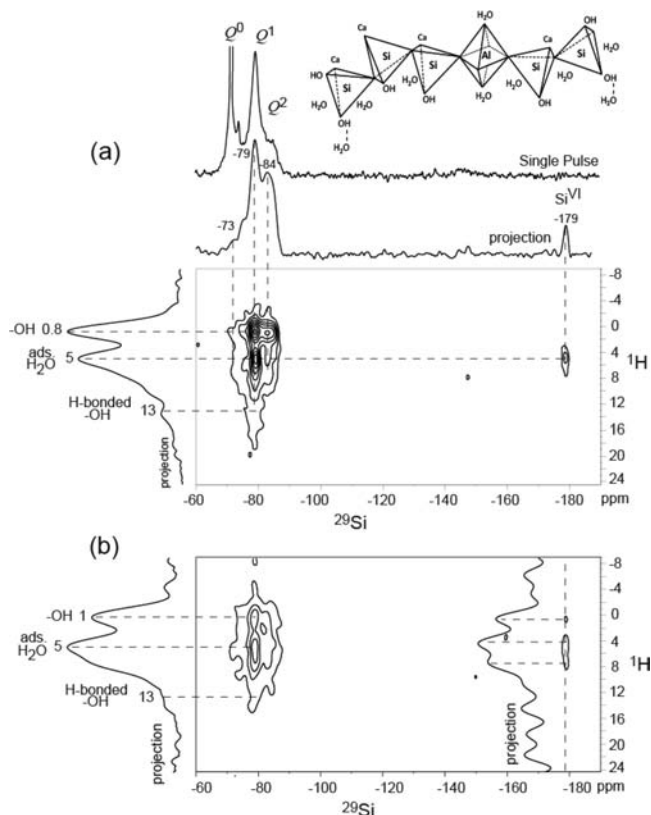 Q⁰ Q¹
Q²
(a)
-79
-84
-73
Single Pulse
Siⱽᴵ
-179
projection
Ca Si OH HO H₂O
Ca Si OH H₂O
Ca Si OH H₂O
H₂O Al H₂O
Ca Si OH H₂O
OH Si H₂O OH H₂O
-OH 0.8
ads. H₂O 5
H-bonded -OH 13
projection
-8
-4
0
4
8
12
16
20
24
¹H
-60 -80 -100 -120 -140 -160 -180 ppm
²⁹Si
(b)
-OH 1
ads. H₂O 5
H-bonded -OH 13
projection
projection
-8
-4
0
4
8
12
16
20
24
¹H
-60 -80 -100 -120 -140 -160 -180 ppm
²⁹Si